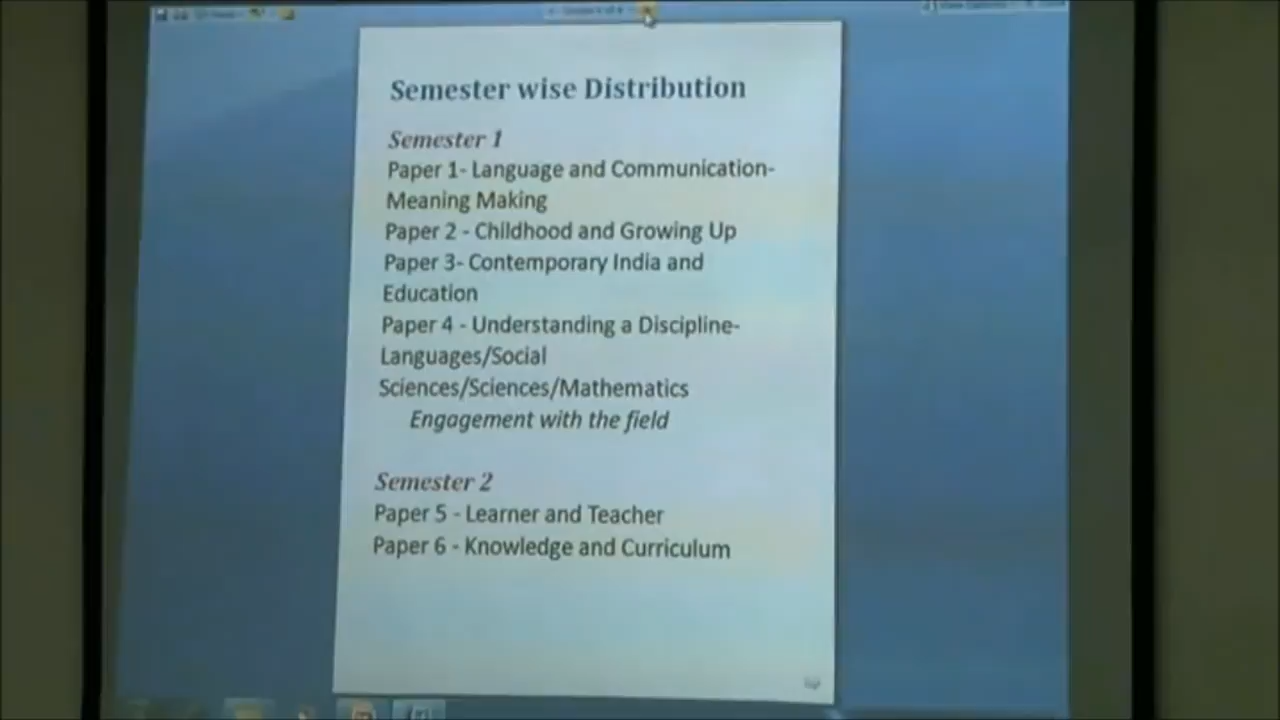 Semester wise Distribution
Semester 1
Paper 1- Language and Communication-
Meaning Making
Paper 2 - Childhood and Growing Up
Paper 3- Contemporary India and
Education
Paper 4 - Understanding a Discipline-
Languages/Social
Sciences/Sciences/Mathematics
Engagement with the field
Semester 2
Paper 5 - Learner and Teacher
Paper 6 - Knowledge and Curriculum